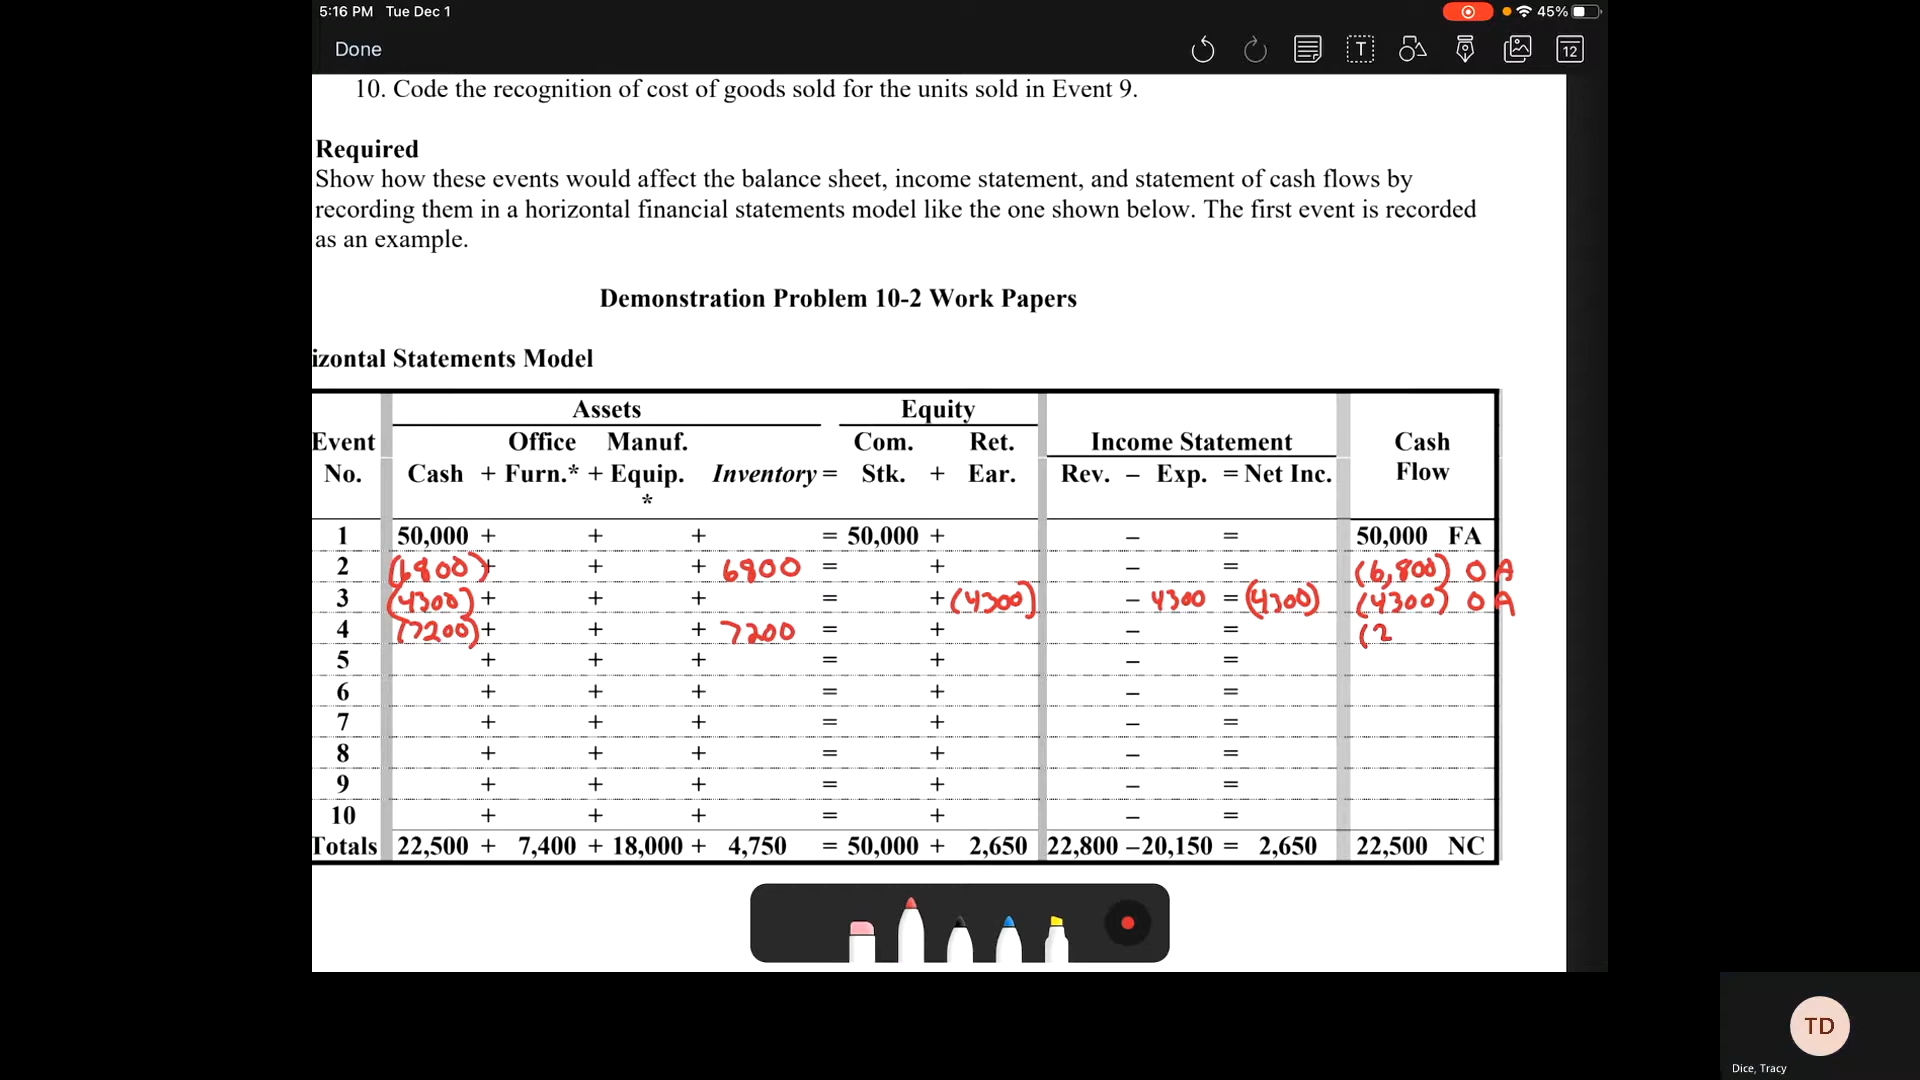 5:16 PM Tue Dec 1
45%
Done
T
12
10. Code the recognition of cost of goods sold for the units sold in Event 9.
Required
Show how these events would affect the balance sheet, income statement, and statement of cash flows by
recording them in a horizontal financial statements model like the one shown below. The first event is recorded
as an example.
Demonstration Problem 10-2 Work Papers
izontal Statements Model
Assets Equity
Event Office Manuf. Com. Ret. Income Statement Cash
No. Cash + Furn.* + Equip. Inventory = Stk. + Ear. Rev. – Exp. = Net Inc. Flow
*
1 50,000 + + + = 50,000 + – = 50,000 FA
2 (6800) + + + 6800 = + – = (6,800) OA
3 (4300) + + + = + (4300) – 4300 = (4300) (4300) OA
4 (7200) + + + 7200 = + – = (2
5 + + + = + – =
6 + + + = + – =
7 + + + = + – =
8 + + + = + – =
9 + + + = + – =
10 + + + = + – =
Totals 22,500 + 7,400 + 18,000 + 4,750 = 50,000 + 2,650 22,800 –20,150 = 2,650 22,500 NC
TD
Dice, Tracy